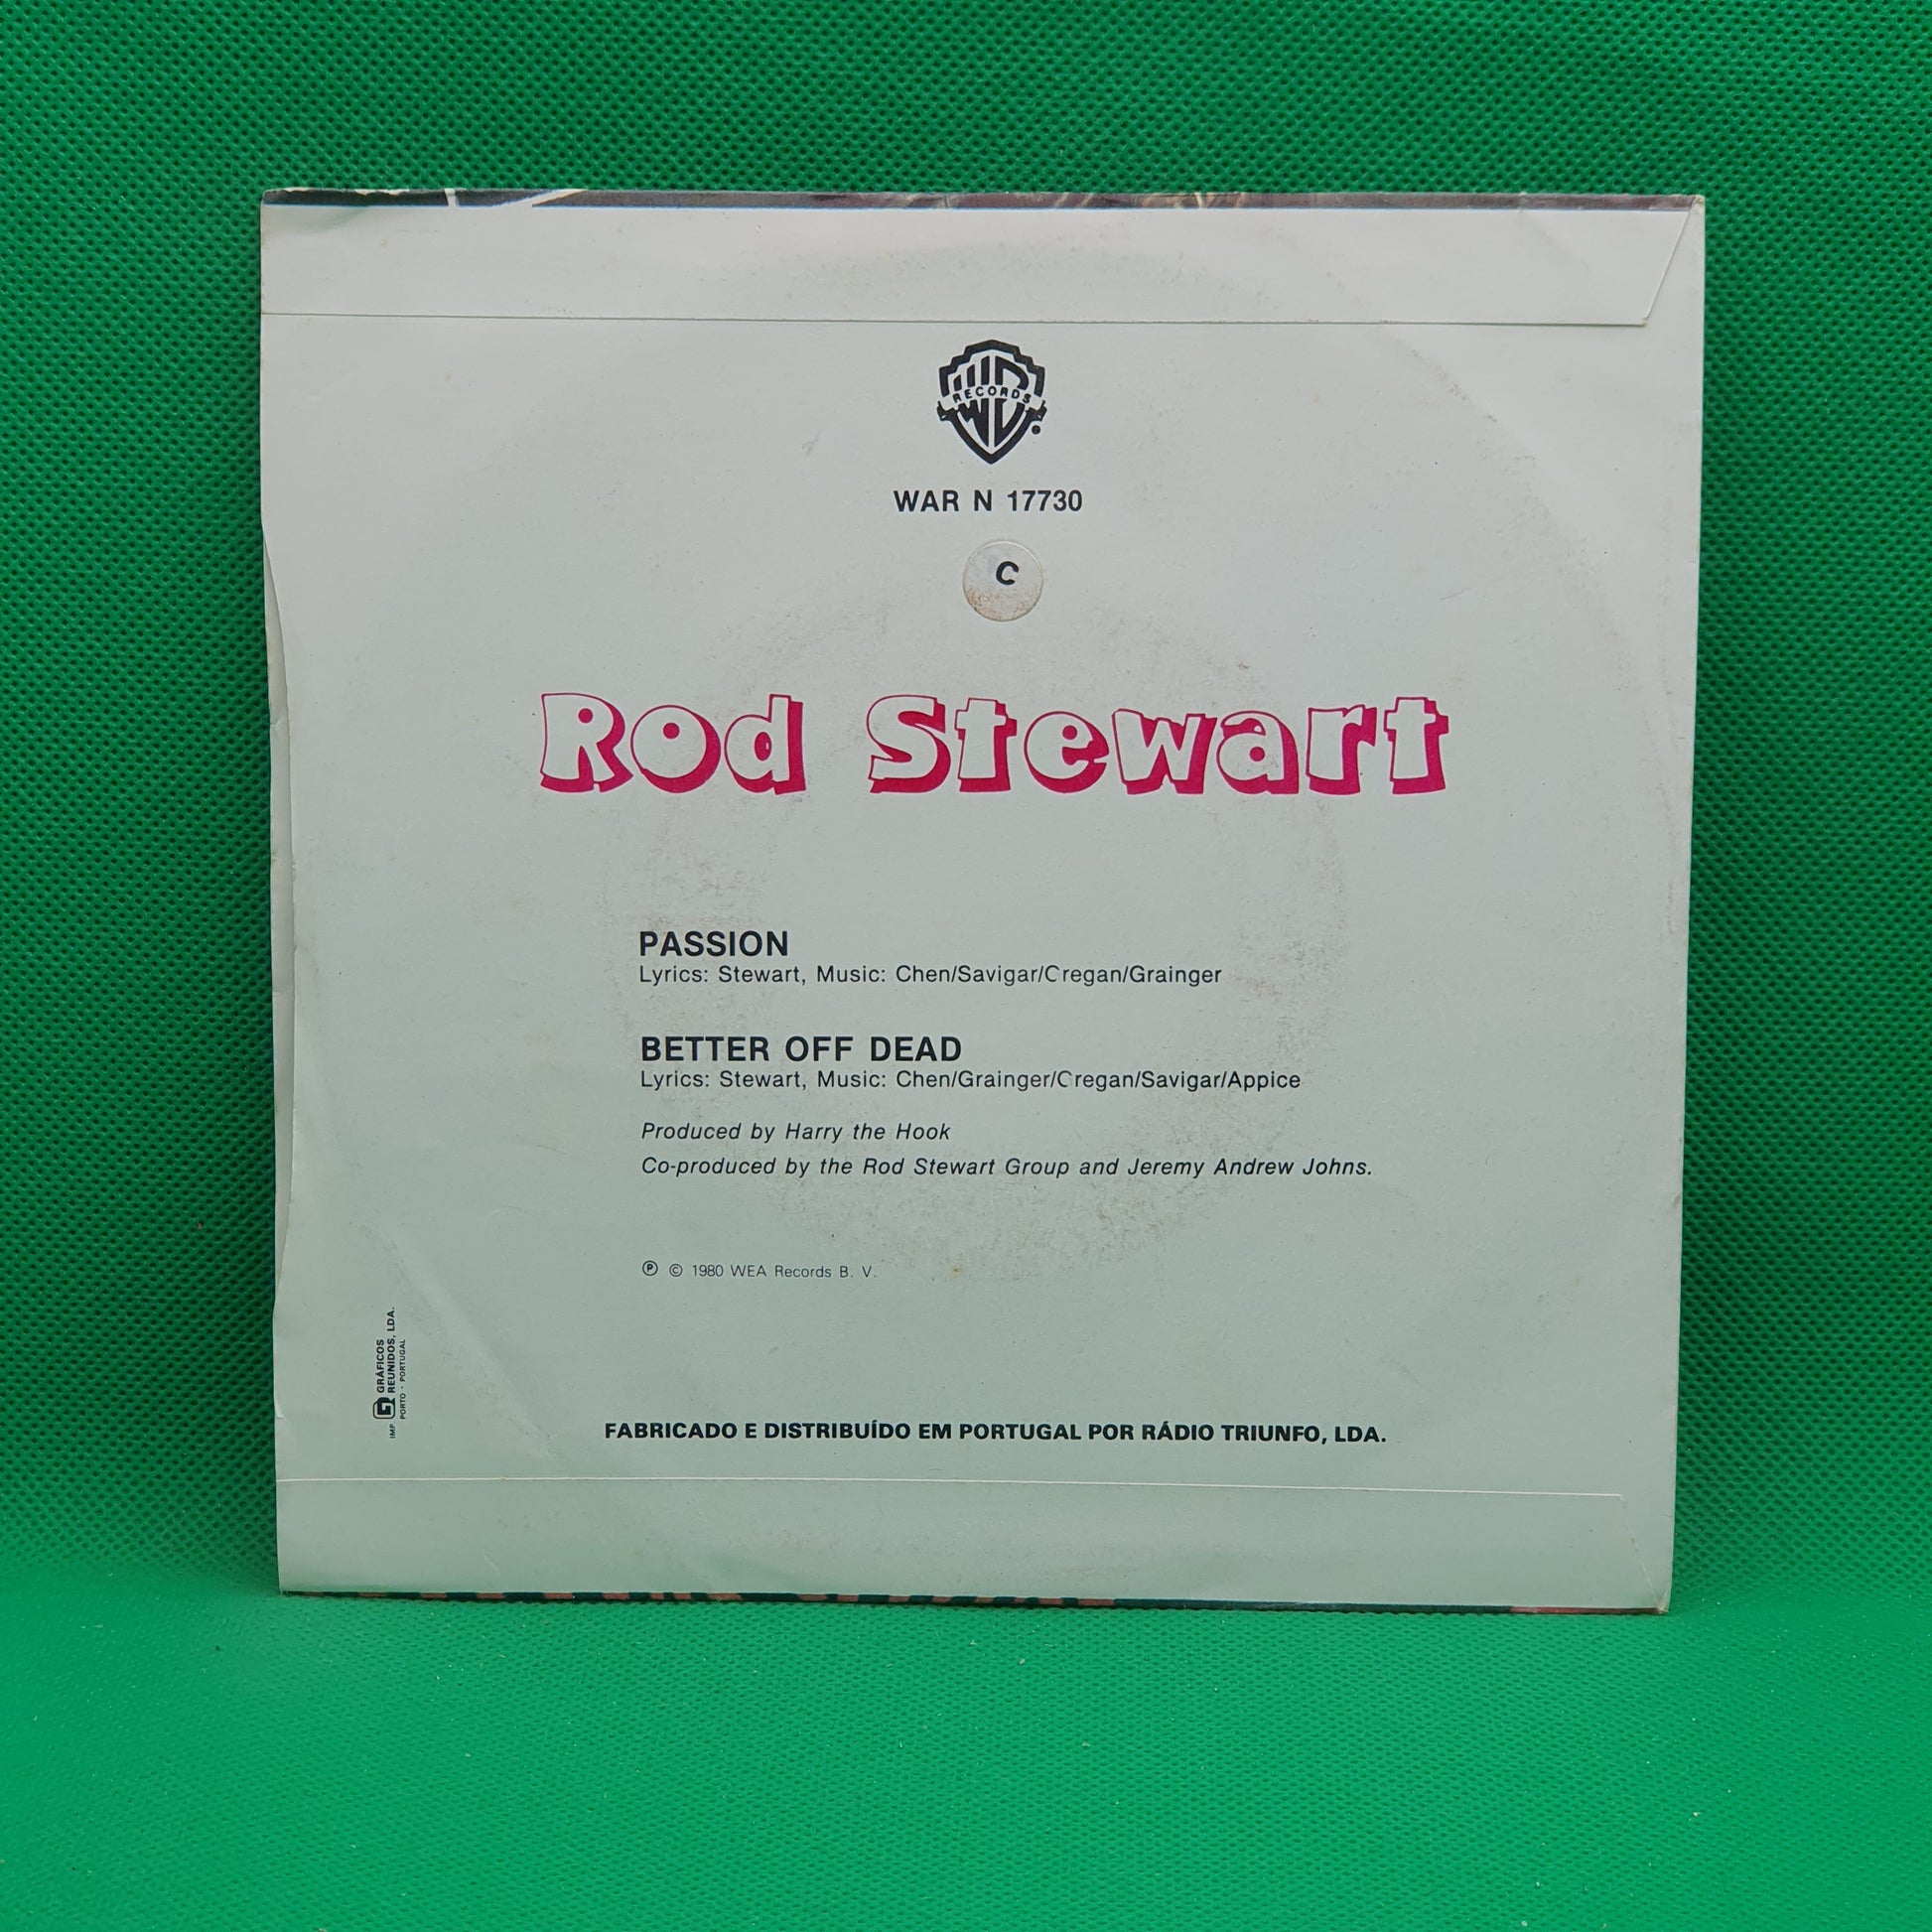 WB
RECORDS
WAR N 17730
C
Rod Stewart
PASSION
Lyrics: Stewart, Music: Chen/Savigar/Cregan/Grainger
BETTER OFF DEAD
Lyrics: Stewart, Music: Chen/Grainger/Cregan/Savigar/Appice
Produced by Harry the Hook
Co-produced by the Rod Stewart Group and Jeremy Andrew Johns.
℗ © 1980 WEA Records B. V.
IMP. GRÁFICOS
REUNIDOS, LDA.
PORTO - PORTUGAL
FABRICADO E DISTRIBUÍDO EM PORTUGAL POR RÁDIO TRIUNFO, LDA.